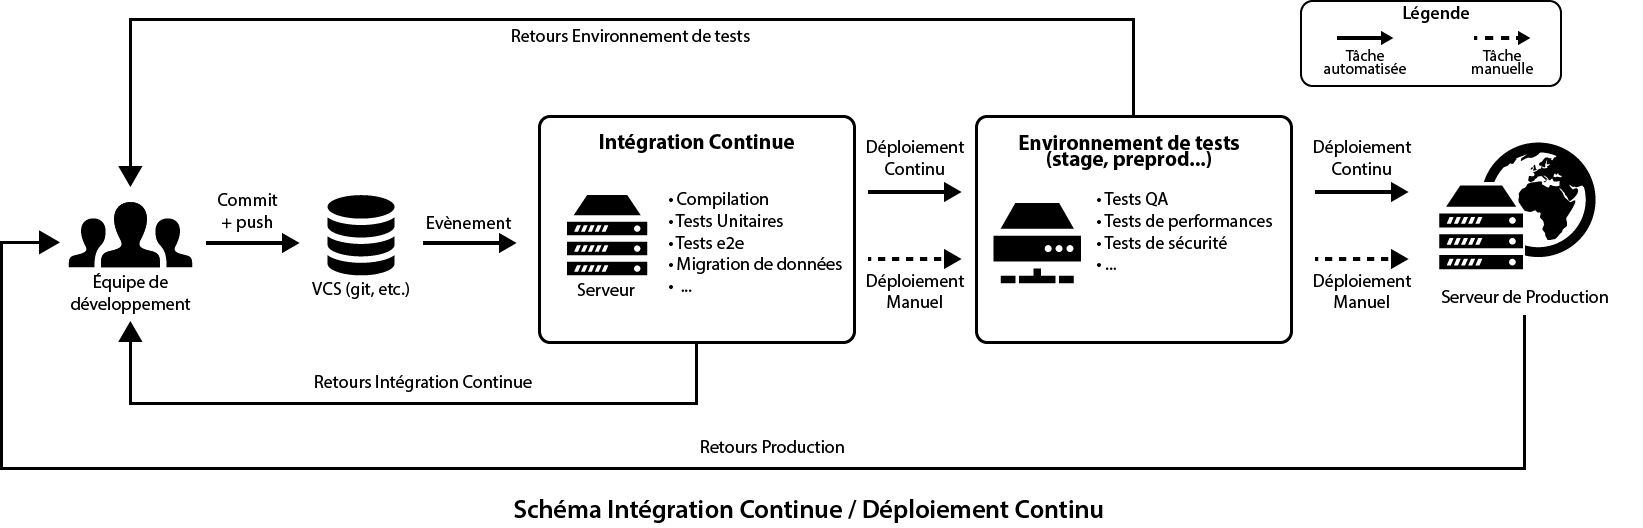 Retours Environnement de tests
Légende
Tâche
automatisée
Tâche
manuelle
Commit
+ push
Evènement
Équipe de
développement
VCS (git, etc.)
Intégration Continue
• Compilation
• Tests Unitaires
• Tests e2e
• Migration de données
• ...
Serveur
Déploiement
Continu
Déploiement
Manuel
Environnement de tests
(stage, preprod...)
• Tests QA
• Tests de performances
• Tests de sécurité
• ...
Déploiement
Continu
Déploiement
Manuel
Serveur de Production
Retours Intégration Continue
Retours Production
Schéma Intégration Continue / Déploiement Continu